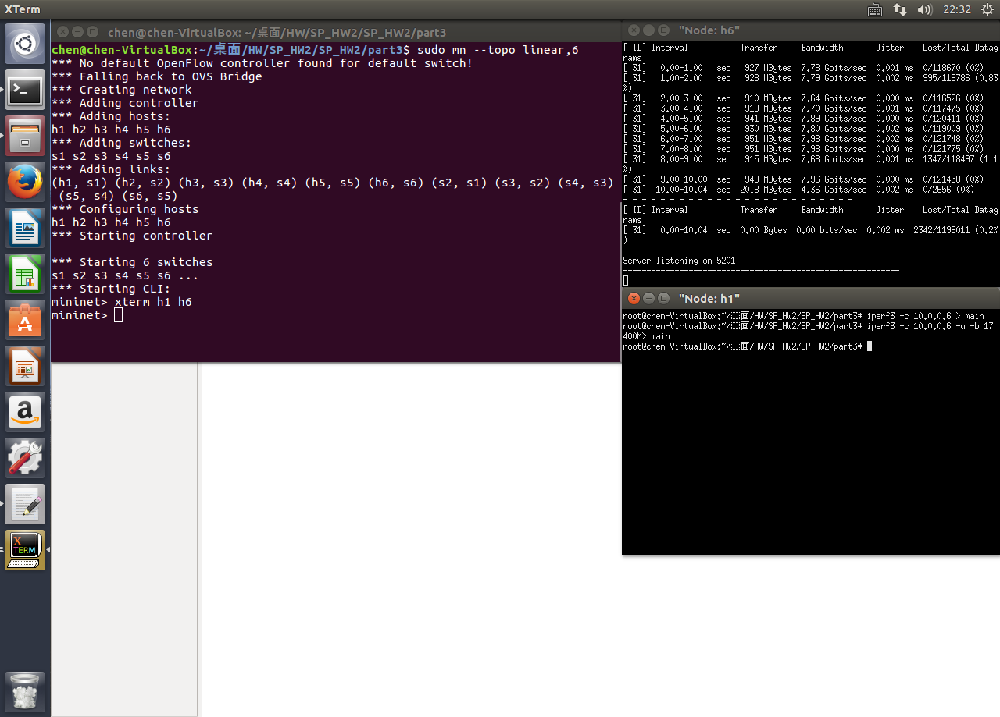 XTerm
22:32
chen@chen-VirtualBox: ~/桌面/HW/SP_HW2/SP_HW2/part3
chen@chen-VirtualBox:~/桌面/HW/SP_HW2/SP_HW2/part3$ sudo mn --topo linear,6
*** No default OpenFlow controller found for default switch!
*** Falling back to OVS Bridge
*** Creating network
*** Adding controller
*** Adding hosts:
h1 h2 h3 h4 h5 h6
*** Adding switches:
s1 s2 s3 s4 s5 s6
*** Adding links:
(h1, s1) (h2, s2) (h3, s3) (h4, s4) (h5, s5) (h6, s6) (s2, s1) (s3, s2) (s4, s3)
(s5, s4) (s6, s5)
*** Configuring hosts
h1 h2 h3 h4 h5 h6
*** Starting controller
*** Starting 6 switches
s1 s2 s3 s4 s5 s6 ...
*** Starting CLI:
mininet> xterm h1 h6
mininet>
"Node: h6"
[ ID] Interval Transfer Bandwidth Jitter Lost/Total Datag
rams
[ 31] 0.00-1.00 sec 927 MBytes 7.78 Gbits/sec 0.001 ms 0/118670 (0%)
[ 31] 1.00-2.00 sec 928 MBytes 7.79 Gbits/sec 0.002 ms 995/119786 (0.83
%)
[ 31] 2.00-3.00 sec 910 MBytes 7.64 Gbits/sec 0.000 ms 0/116526 (0%)
[ 31] 3.00-4.00 sec 918 MBytes 7.70 Gbits/sec 0.001 ms 0/117475 (0%)
[ 31] 4.00-5.00 sec 941 MBytes 7.89 Gbits/sec 0.000 ms 0/120411 (0%)
[ 31] 5.00-6.00 sec 930 MBytes 7.80 Gbits/sec 0.002 ms 0/119009 (0%)
[ 31] 6.00-7.00 sec 951 MBytes 7.98 Gbits/sec 0.002 ms 0/121748 (0%)
[ 31] 7.00-8.00 sec 951 MBytes 7.98 Gbits/sec 0.000 ms 0/121775 (0%)
[ 31] 8.00-9.00 sec 915 MBytes 7.68 Gbits/sec 0.001 ms 1347/118497 (1.1
%)
[ 31] 9.00-10.00 sec 949 MBytes 7.96 Gbits/sec 0.000 ms 0/121458 (0%)
[ 31] 10.00-10.04 sec 20.8 MBytes 4.36 Gbits/sec 0.002 ms 0/2656 (0%)
- - - - - - - - - - - - - - - - - - - - - - - - -
[ ID] Interval Transfer Bandwidth Jitter Lost/Total Datag
rams
[ 31] 0.00-10.04 sec 0.00 Bytes 0.00 bits/sec 0.002 ms 2342/1198011 (0.2%
)
-----------------------------------------------------------
Server listening on 5201
-----------------------------------------------------------
"Node: h1"
root@chen-VirtualBox:~/面/HW/SP_HW2/SP_HW2/part3# iperf3 -c 10.0.0.6 > main
root@chen-VirtualBox:~/面/HW/SP_HW2/SP_HW2/part3# iperf3 -c 10.0.0.6 -u -b 17
400M> main
root@chen-VirtualBox:~/面/HW/SP_HW2/SP_HW2/part3#
X
TERM